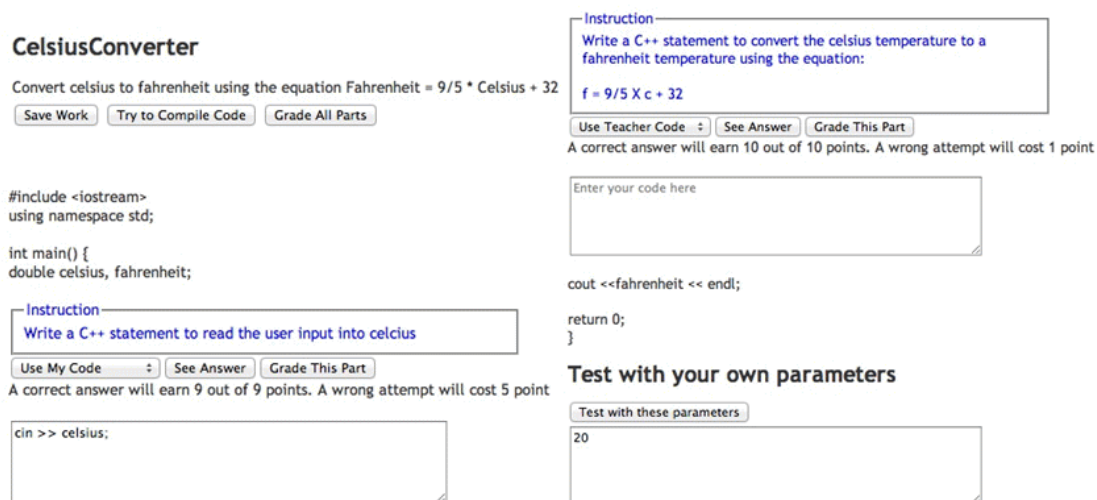 CelsiusConverter
Convert celsius to fahrenheit using the equation Fahrenheit = 9/5 * Celsius + 32
Save Work Try to Compile Code Grade All Parts
#include <iostream>
using namespace std;
int main() {
double celsius, fahrenheit;
Instruction
Write a C++ statement to read the user input into celcius
Use My Code See Answer Grade This Part
A correct answer will earn 9 out of 9 points. A wrong attempt will cost 5 point
cin >> celsius;
Instruction
Write a C++ statement to convert the celsius temperature to a
fahrenheit temperature using the equation:
f = 9/5 X c + 32
Use Teacher Code See Answer Grade This Part
A correct answer will earn 10 out of 10 points. A wrong attempt will cost 1 point
Enter your code here
cout <<fahrenheit << endl;
return 0;
}
Test with your own parameters
Test with these parameters
20